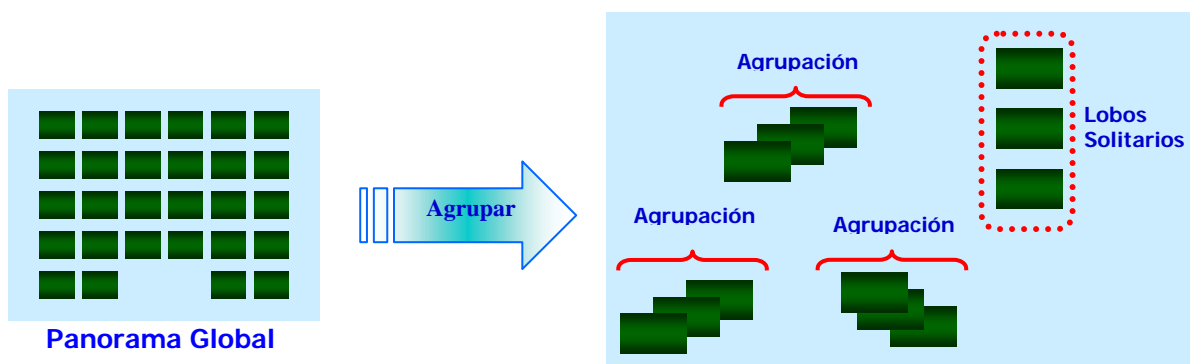 Panorama Global
Agrupar
Agrupación
Lobos
Solitarios
Agrupación
Agrupación